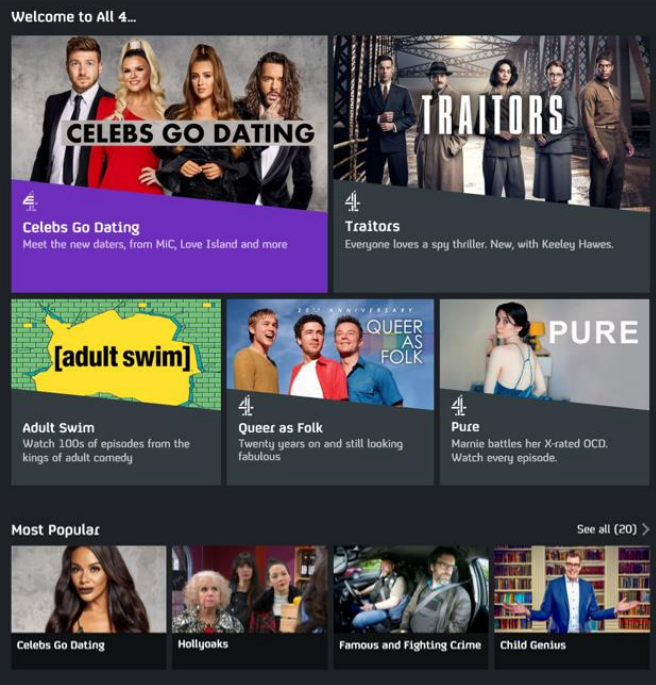 Welcome to All 4...
CELEBS GO DATING
TRAITORS
Celebs Go Dating
Meet the new daters, from MiC, Love Island and more
Traitors
Everyone loves a spy thriller. New, with Keeley Hawes.
[adult swim]
20TH ANNIVERSARY
QUEER
AS
FOLK
PURE
Adult Swim
Watch 100s of episodes from the
kings of adult comedy
Queer as Folk
Twenty years on and still looking
fabulous
Pure
Marnie battles her X-rated OCD.
Watch every episode.
Most Popular
See all (20) >
Celebs Go Dating
Hollyoaks
Famous and Fighting Crime
Child Genius